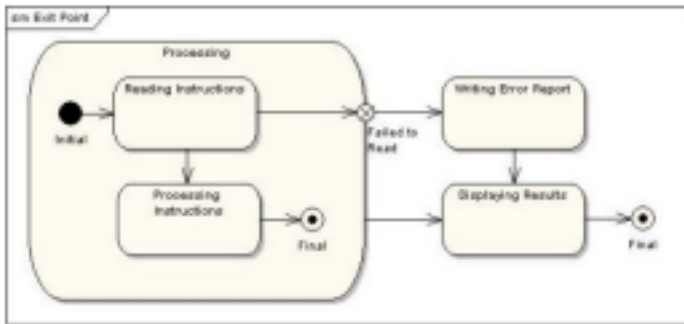 sm Exit Point
Processing
Reading Instructions
Writing Error Report
Initial
Failed to
Read
Processing
Instructions
Displaying Results
Final
Final